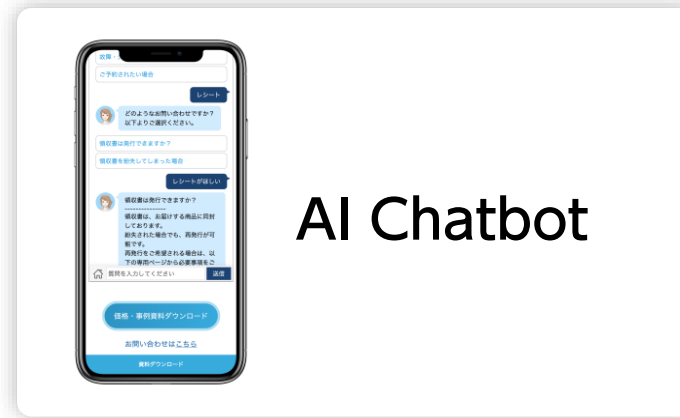 故障・
ご予約されたい場合
レシート
どのようなお問い合わせですか？
以下よりご選択ください。
領収書は発行できますか？
領収書を紛失してしまった場合
レシートがほしい
領収書は発行できますか？
--------------
領収書は、お届けする商品に同封
しております。
紛失された場合でも、再発行が可
能です。
再発行をご希望される場合は、以
下の専用ページから必要事項をご
質問を入力してください
送信
価格・事例資料ダウンロード
お問い合わせはこちら
資料ダウンロード
AI Chatbot